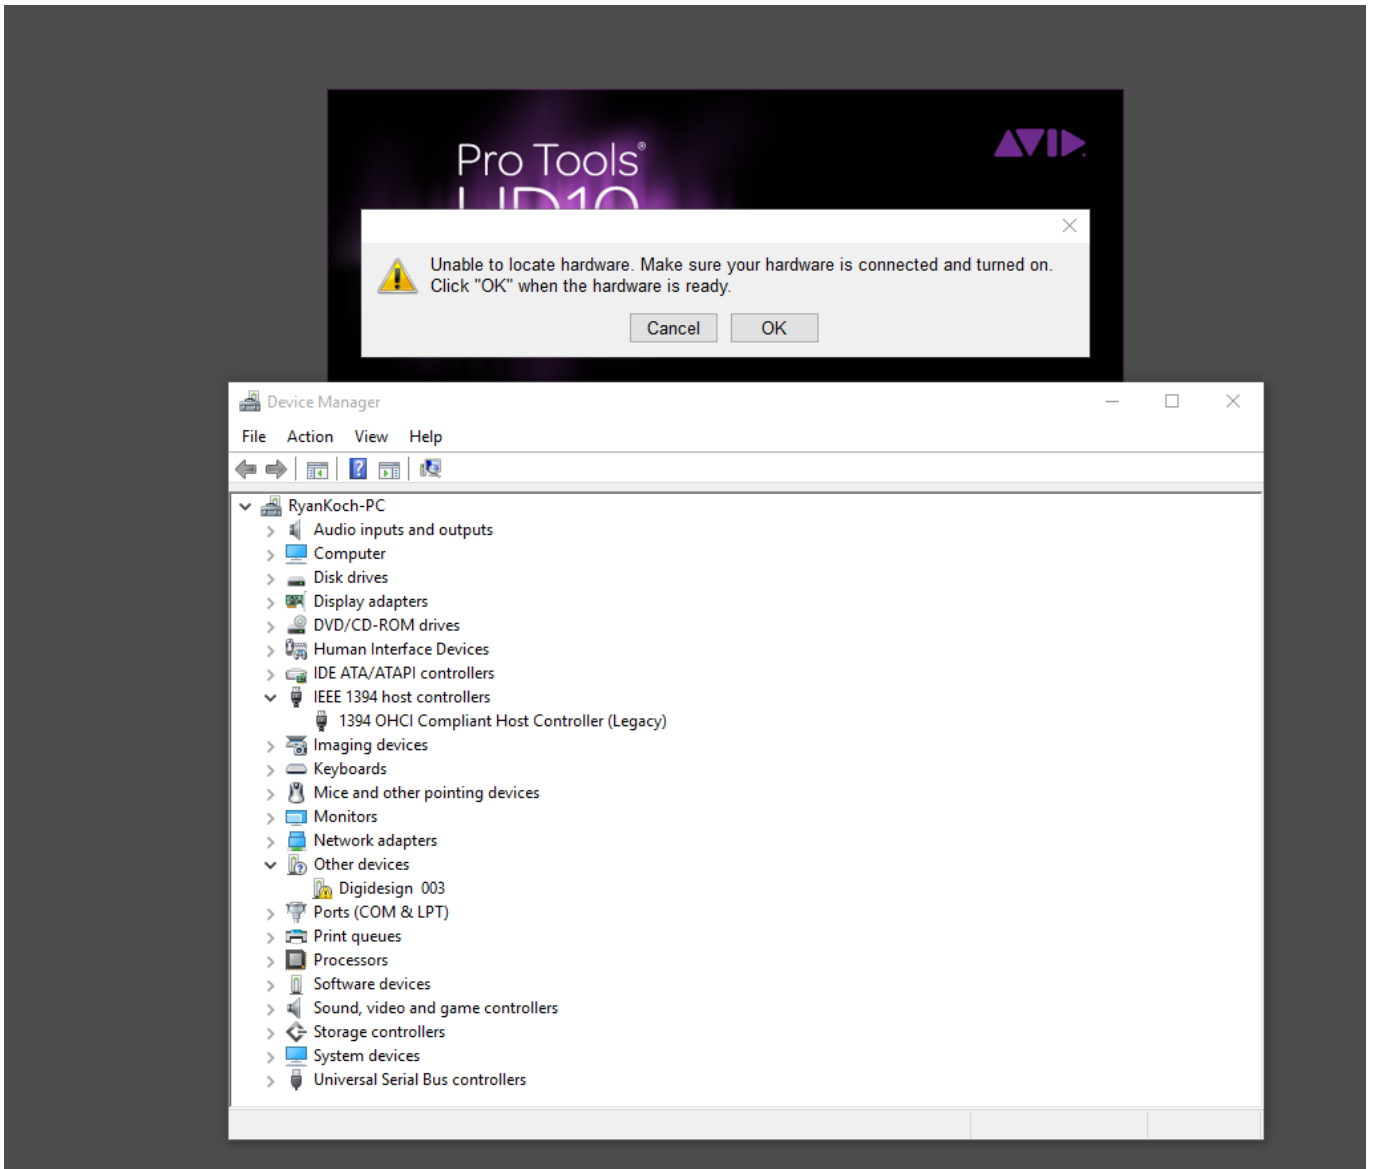 AVID
Pro Tools®
HD10
Unable to locate hardware. Make sure your hardware is connected and turned on.
Click "OK" when the hardware is ready.
Cancel
OK
Device Manager
File Action View Help
RyanKoch-PC
Audio inputs and outputs
Computer
Disk drives
Display adapters
DVD/CD-ROM drives
Human Interface Devices
IDE ATA/ATAPI controllers
IEEE 1394 host controllers
1394 OHCI Compliant Host Controller (Legacy)
Imaging devices
Keyboards
Mice and other pointing devices
Monitors
Network adapters
Other devices
Digidesign 003
Ports (COM & LPT)
Print queues
Processors
Software devices
Sound, video and game controllers
Storage controllers
System devices
Universal Serial Bus controllers